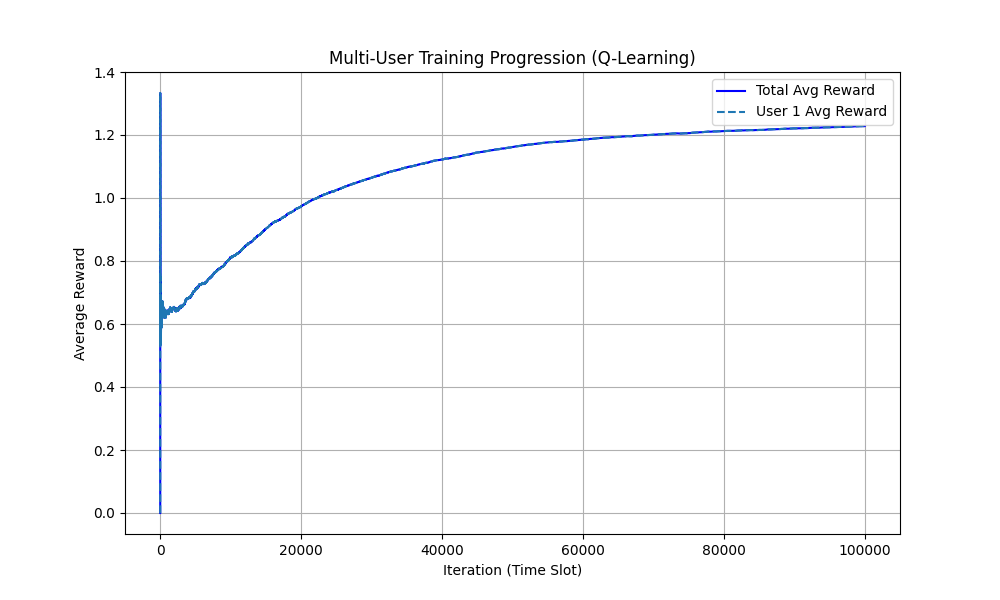 Multi-User Training Progression (Q-Learning)
Total Avg Reward
User 1 Avg Reward
Average Reward
1.4
1.2
1.0
0.8
0.6
0.4
0.2
0.0
0 20000 40000 60000 80000 100000
Iteration (Time Slot)